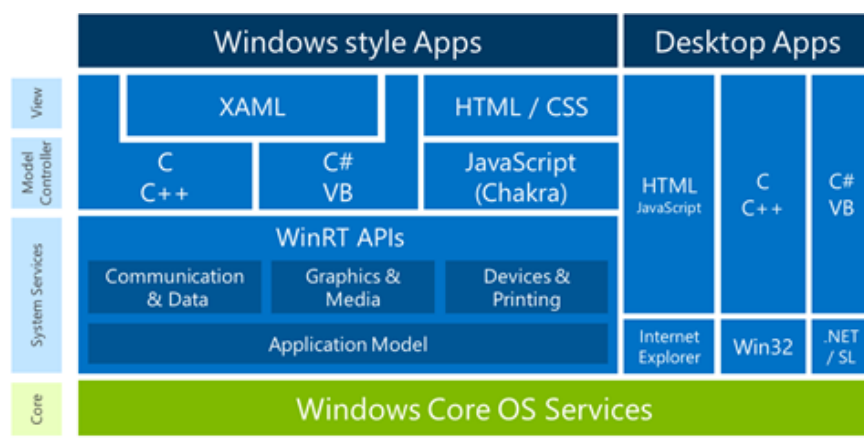 Windows style Apps
Desktop Apps
View
XAML
HTML / CSS
Model
Controller
C
C++
C#
VB
JavaScript
(Chakra)
HTML
JavaScript
C
C++
C#
VB
System Services
WinRT APIs
Communication
& Data
Graphics &
Media
Devices &
Printing
Application Model
Internet
Explorer
Win32
.NET
/ SL
Core
Windows Core OS Services